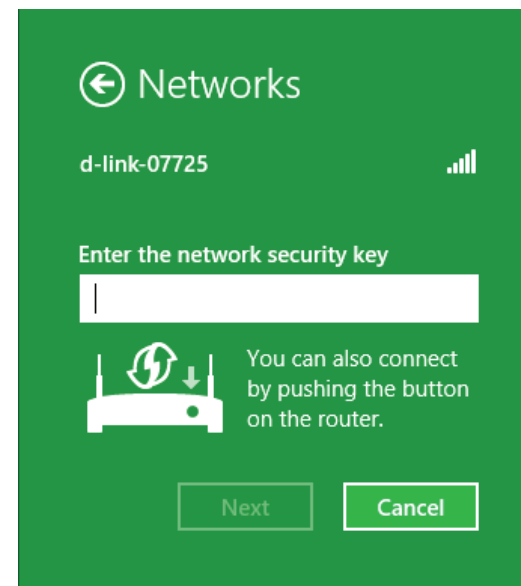 Networks
d-link-07725
Enter the network security key
You can also connect
by pushing the button
on the router.
Next
Cancel